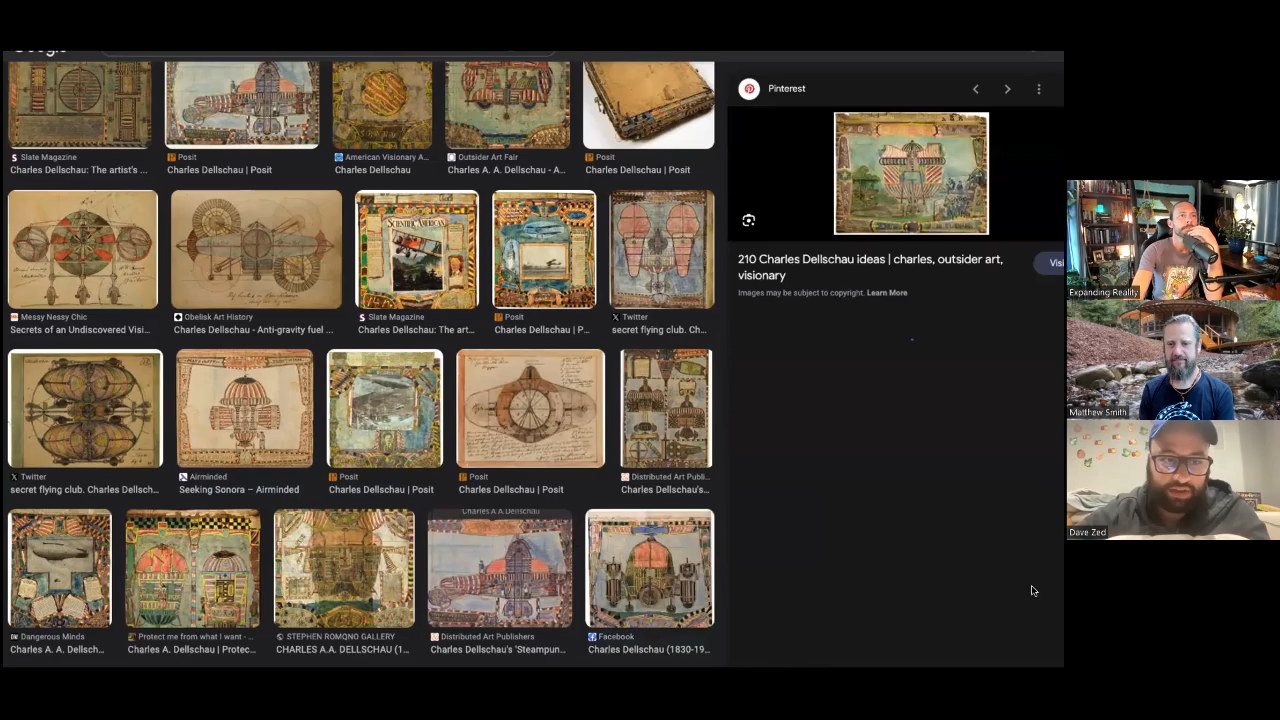 Google
Slate Magazine
Charles Dellschau: The artist's ...
Posit
Charles Dellschau | Posit
American Visionary A...
Charles Dellschau
Outsider Art Fair
Charles A. A. Dellschau - A...
Posit
Charles Dellschau | Posit
Pinterest
210 Charles Dellschau ideas | charles, outsider art,
visionary
Visi
Images may be subject to copyright. Learn More
SCIENTIFIC AMERICAN
Messy Nessy Chic
Secrets of an Undiscovered Visi...
Obelisk Art History
Charles Dellschau - Anti-gravity fuel ...
Slate Magazine
Charles Dellschau: The art...
Posit
Charles Dellschau | P...
Twitter
secret flying club. Ch...
Twitter
secret flying club. Charles Dellsch...
Airminded
Seeking Sonora – Airminded
Posit
Charles Dellschau | Posit
Posit
Charles Dellschau | Posit
Distributed Art Publi...
Charles Dellschau's...
Charles A.A. Dellschau
Dangerous Minds
Charles A. A. Dellsch...
Protect me from what I want - ...
Charles A. Dellschau | Protec...
STEPHEN ROMQNO GALLERY
CHARLES A.A. DELLSCHAU (1...
Distributed Art Publishers
Charles Dellschau's 'Steampun...
Facebook
Charles Dellschau (1830-19...
Expanding Reality
Matthew Smith
Dave Zed